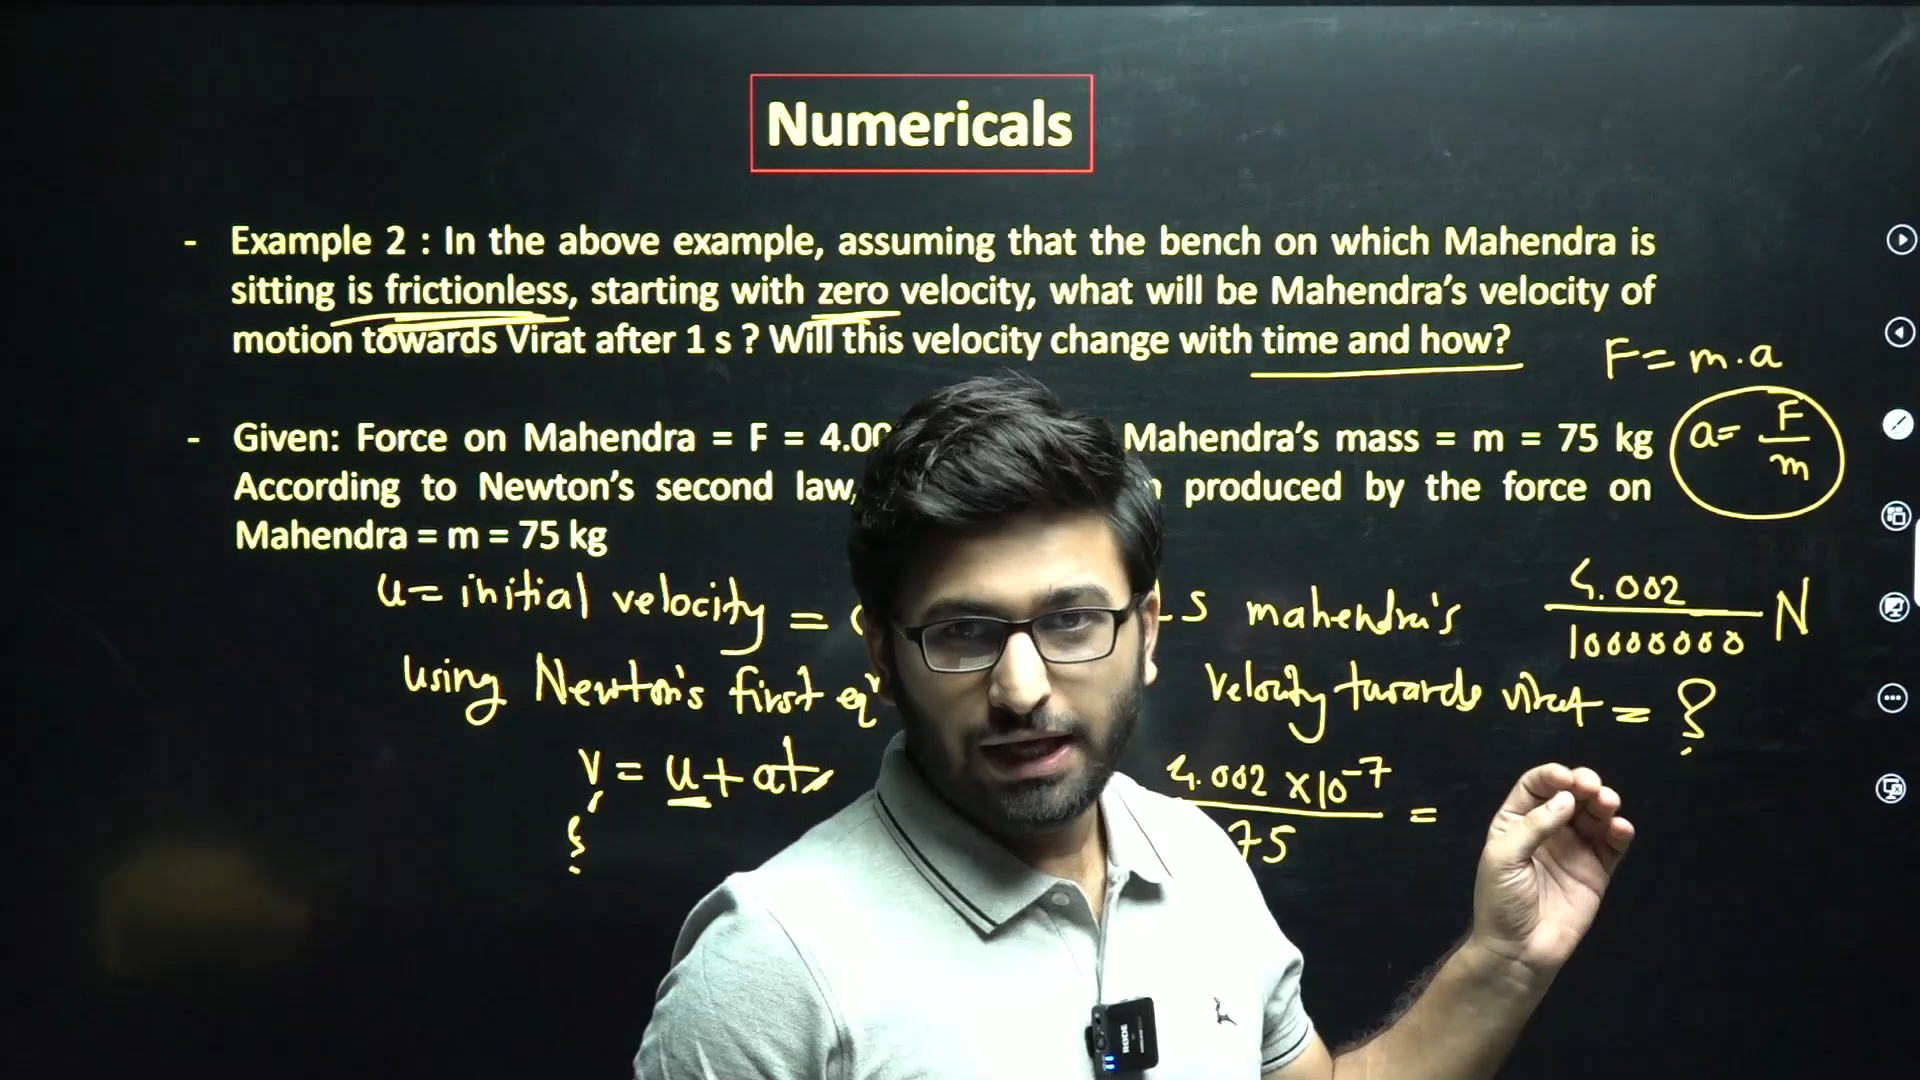 Numericals
- Example 2 : In the above example, assuming that the bench on which Mahendra is
sitting is frictionless, starting with zero velocity, what will be Mahendra's velocity of
motion towards Virat after 1 s ? Will this velocity change with time and how?
F = m.a
- Given: Force on Mahendra = F = 4.00 Mahendra's mass = m = 75 kg
a = F/m
According to Newton's second law, produced by the force on
Mahendra = m = 75 kg
u = initial velocity = S mahendra's
4.002/10000000 N
using Newton's first eqⁿ velocity towards virat = ?
v = u + at
4.002 × 10⁻⁷/75 =
?
RODE